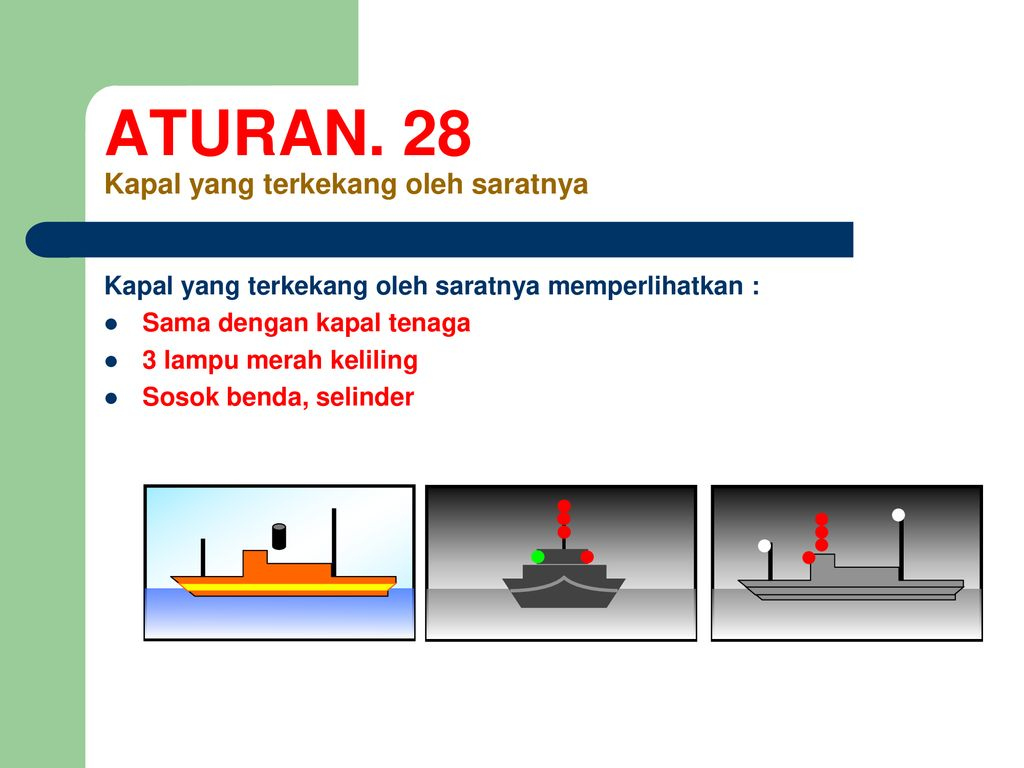 ATURAN. 28
Kapal yang terkekang oleh saratnya
Kapal yang terkekang oleh saratnya memperlihatkan :
Sama dengan kapal tenaga
3 lampu merah keliling
Sosok benda, selinder